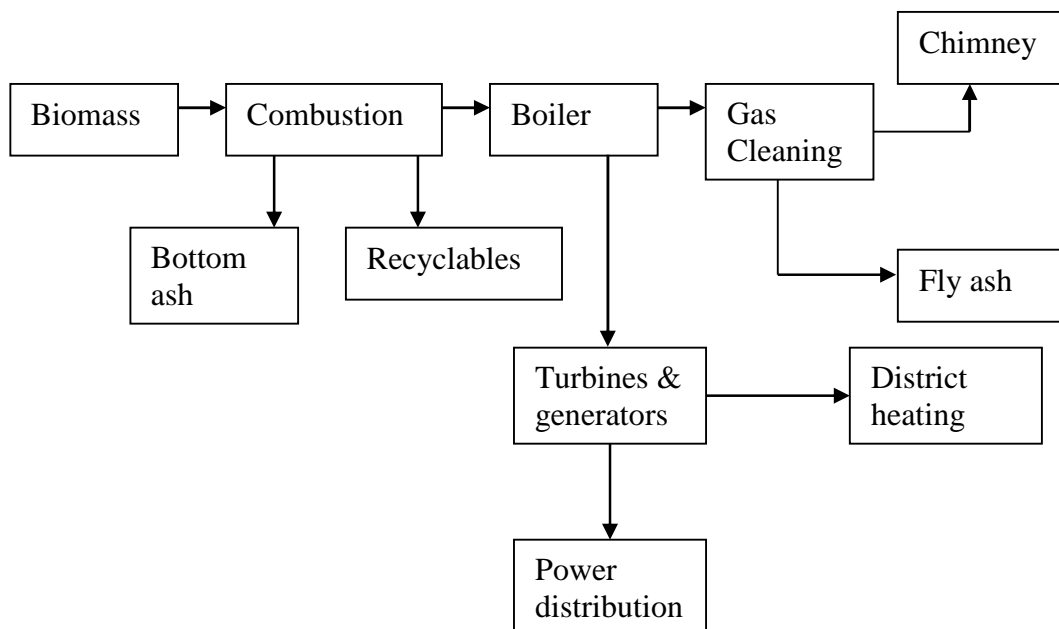 Chimney
Biomass
Combustion
Boiler
Gas
Cleaning
Bottom
ash
Recyclables
Fly ash
Turbines &
generators
District
heating
Power
distribution